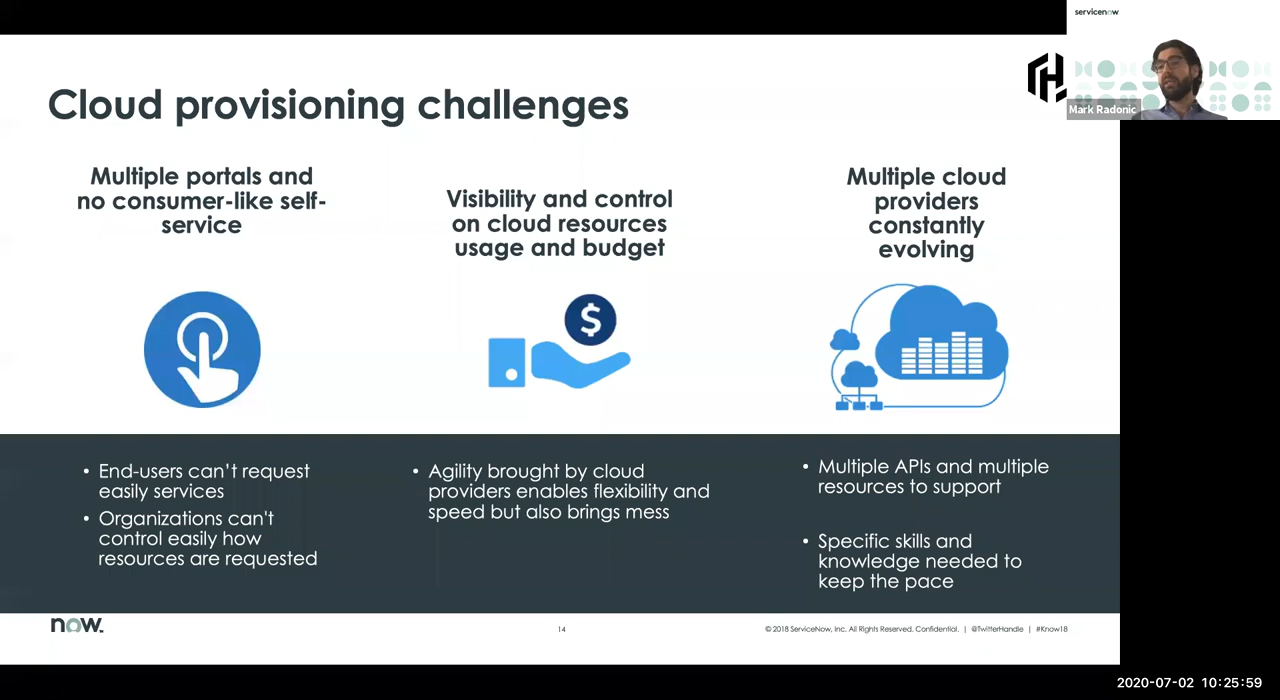 servicenow
Mark Radonic
Cloud provisioning challenges
Multiple portals and
no consumer-like self-
service
Visibility and control
on cloud resources
usage and budget
$
Multiple cloud
providers
constantly
evolving
• End-users can’t request
easily services
• Organizations can't
control easily how
resources are requested
• Agility brought by cloud
providers enables flexibility and
speed but also brings mess
• Multiple APIs and multiple
resources to support
• Specific skills and
knowledge needed to
keep the pace
now.
14
© 2018 ServiceNow, Inc. All Rights Reserved. Confidential. | @TwitterHandle | #Know18
2020-07-02 10:25:59